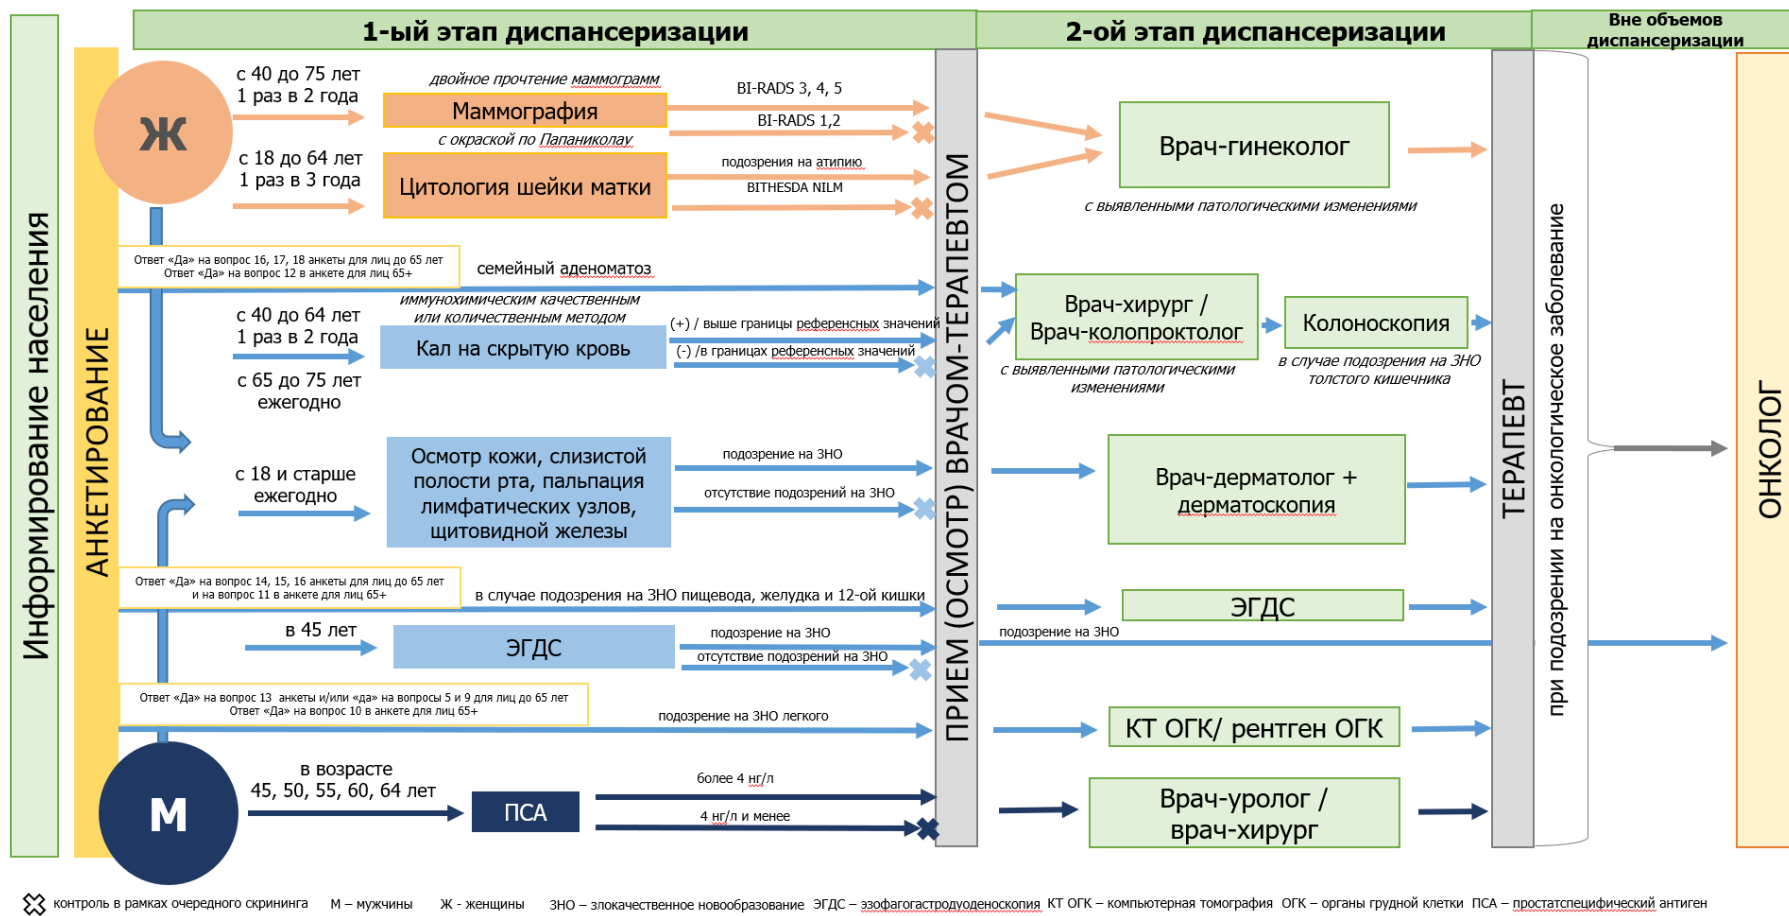 1-ый этап диспансеризации
2-ой этап диспансеризации
Вне объемов
диспансеризации
Информирование населения
АНКЕТИРОВАНИЕ
Ж
с 40 до 75 лет
1 раз в 2 года
двойное прочтение маммограмм
Маммография
BI-RADS 3, 4, 5
BI-RADS 1,2
с окраской по Папаниколау
с 18 до 64 лет
1 раз в 3 года
Цитология шейки матки
подозрения на атипию
BITHESDA NILM
Ответ «Да» на вопрос 16, 17, 18 анкеты для лиц до 65 лет
Ответ «Да» на вопрос 12 в анкете для лиц 65+
семейный аденоматоз
с 40 до 64 лет
1 раз в 2 года
с 65 до 75 лет
ежегодно
иммунохимическим качественным
или количественным методом
Кал на скрытую кровь
(+) / выше границы референсных значений
(-) /в границах референсных значений
с 18 и старше
ежегодно
Осмотр кожи, слизистой
полости рта, пальпация
лимфатических узлов,
щитовидной железы
подозрение на ЗНО
отсутствие подозрений на ЗНО
Ответ «Да» на вопрос 14, 15, 16 анкеты для лиц до 65 лет
и на вопрос 11 в анкете для лиц 65+
в случае подозрения на ЗНО пищевода, желудка и 12-ой кишки
в 45 лет
ЭГДС
подозрение на ЗНО
отсутствие подозрений на ЗНО
Ответ «Да» на вопрос 13 анкеты и/или «да» на вопросы 5 и 9 для лиц до 65 лет
Ответ «Да» на вопрос 10 в анкете для лиц 65+
подозрение на ЗНО легкого
М
в возрасте
45, 50, 55, 60, 64 лет
ПСА
более 4 нг/л
4 нг/л и менее
ПРИЕМ (ОСМОТР) ВРАЧОМ-ТЕРАПЕВТОМ
Врач-гинеколог
с выявленными патологическими изменениями
Врач-хирург /
Врач-колопроктолог
с выявленными патологическими
изменениями
Колоноскопия
в случае подозрения на ЗНО
толстого кишечника
Врач-дерматолог +
дерматоскопия
ЭГДС
подозрение на ЗНО
КТ ОГК/ рентген ОГК
Врач-уролог /
врач-хирург
ТЕРАПЕВТ
при подозрении на онкологическое заболевание
ОНКОЛОГ
контроль в рамках очередного скрининга
М – мужчины
Ж - женщины
ЗНО – злокачественное новообразование
ЭГДС – эзофагогастродуоденоскопия
КТ ОГК – компьютерная томография
ОГК – органы грудной клетки
ПСА – простатспецифический антиген